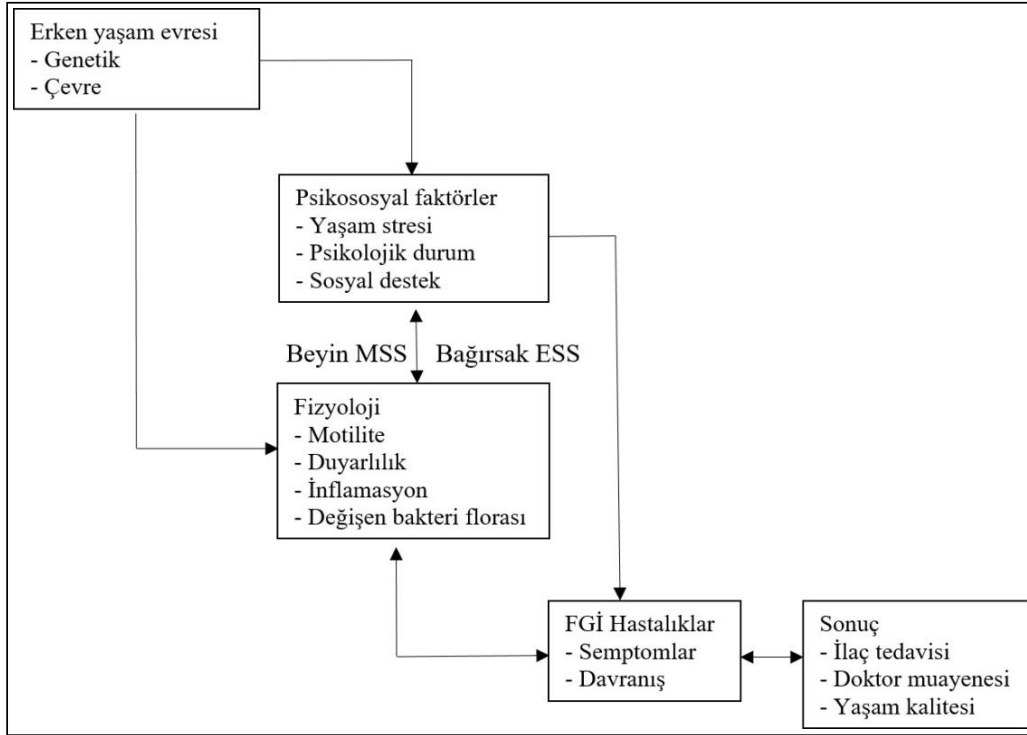 Erken yaşam evresi
- Genetik
- Çevre
Psikososyal faktörler
- Yaşam stresi
- Psikolojik durum
- Sosyal destek
Beyin MSS Bağırsak ESS
Fizyoloji
- Motilite
- Duyarlılık
- İnflamasyon
- Değişen bakteri florası
FGİ Hastalıklar
- Semptomlar
- Davranış
Sonuç
- İlaç tedavisi
- Doktor muayenesi
- Yaşam kalitesi